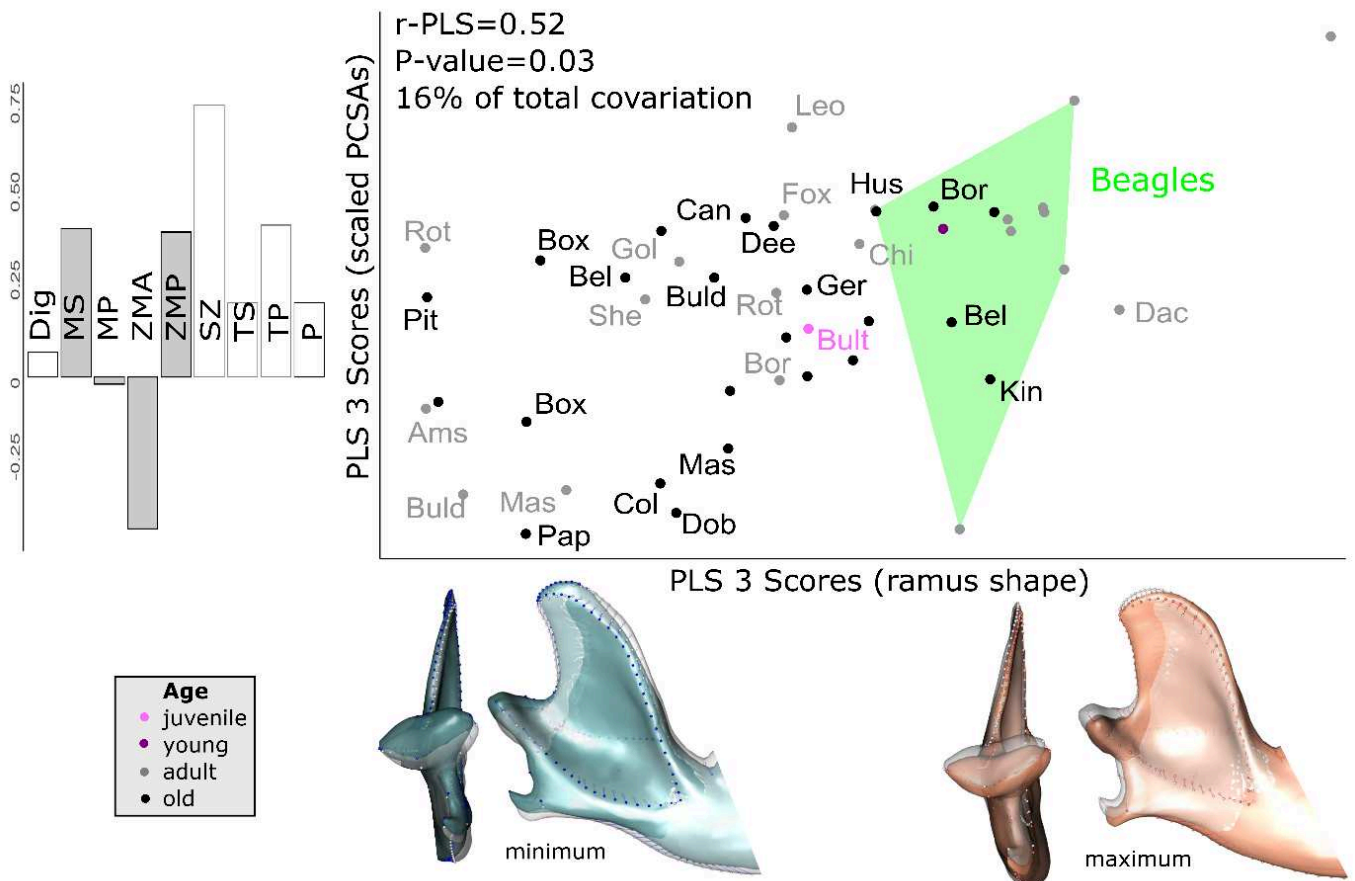 r-PLS=0.52
P-value=0.03
16% of total covariation
0.75
0.50
0.25
0
-0.25
Dig
MS
MP
ZMA
ZMP
SZ
TS
TP
P
PLS 3 Scores (scaled PCSAs)
Leo
Hus
Bor
Beagles
Fox
Can
Rot
Box
Gol
Dee
Chi
Bel
Buld
Ger
Pit
She
Rot
Bult
Bel
Dac
Bor
Kin
Box
Ams
Mas
Buld
Mas
Col
Dob
Pap
PLS 3 Scores (ramus shape)
Age
juvenile
young
adult
old
minimum
maximum